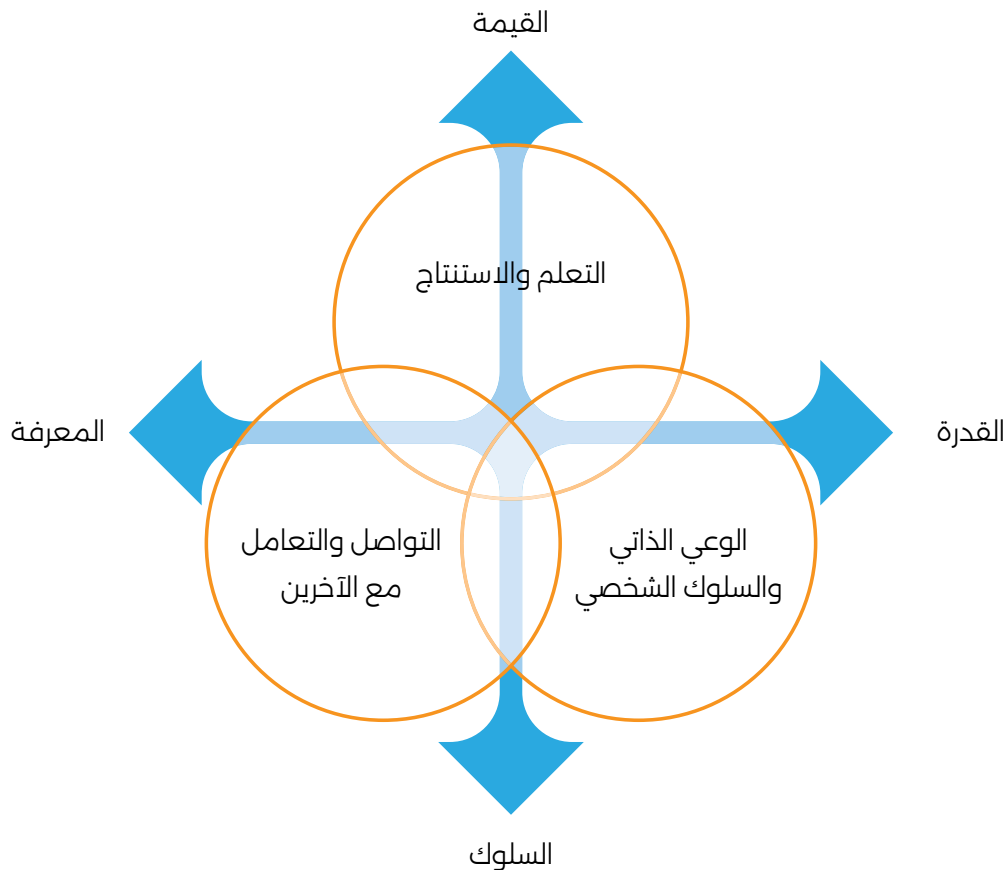 القيمة
التعلم والاستنتاج
القدرة
المعرفة
الوعي الذاتي
والسلوك الشخصي
التواصل والتعامل
مع الآخرين
السلوك